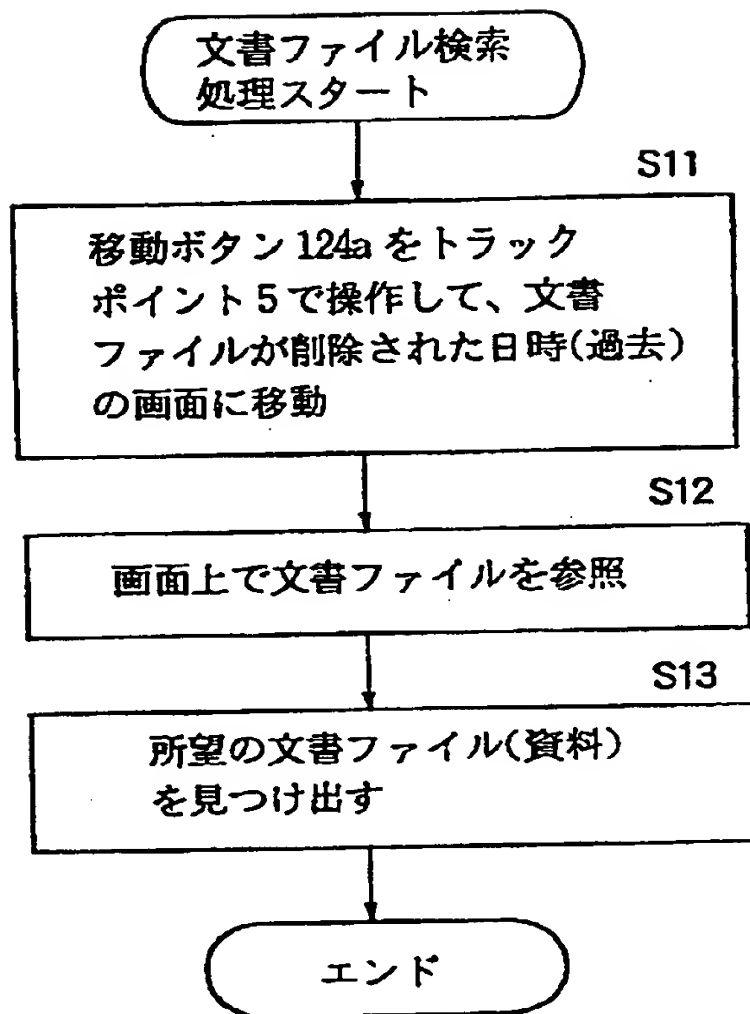 文書ファイル検索
処理スタート
S11
移動ボタン124aをトラック
ポイント5で操作して、文書
ファイルが削除された日時(過去)
の画面に移動
S12
画面上で文書ファイルを参照
S13
所望の文書ファイル(資料)
を見つけ出す
エンド